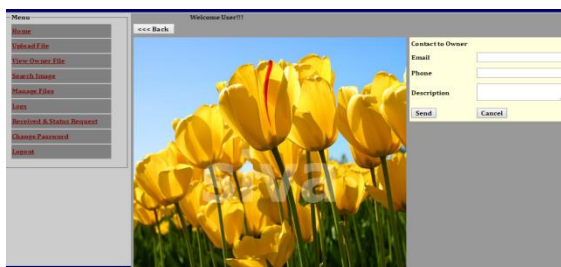 Menu
Home
Upload File
View Owner File
Search Image
Manage Files
Logs
Received & Status Request
Change Password
Logout
Welcome User!!!
<<< Back
siva
Contact to Owner
Email
Phone
Description
Send
Cancel